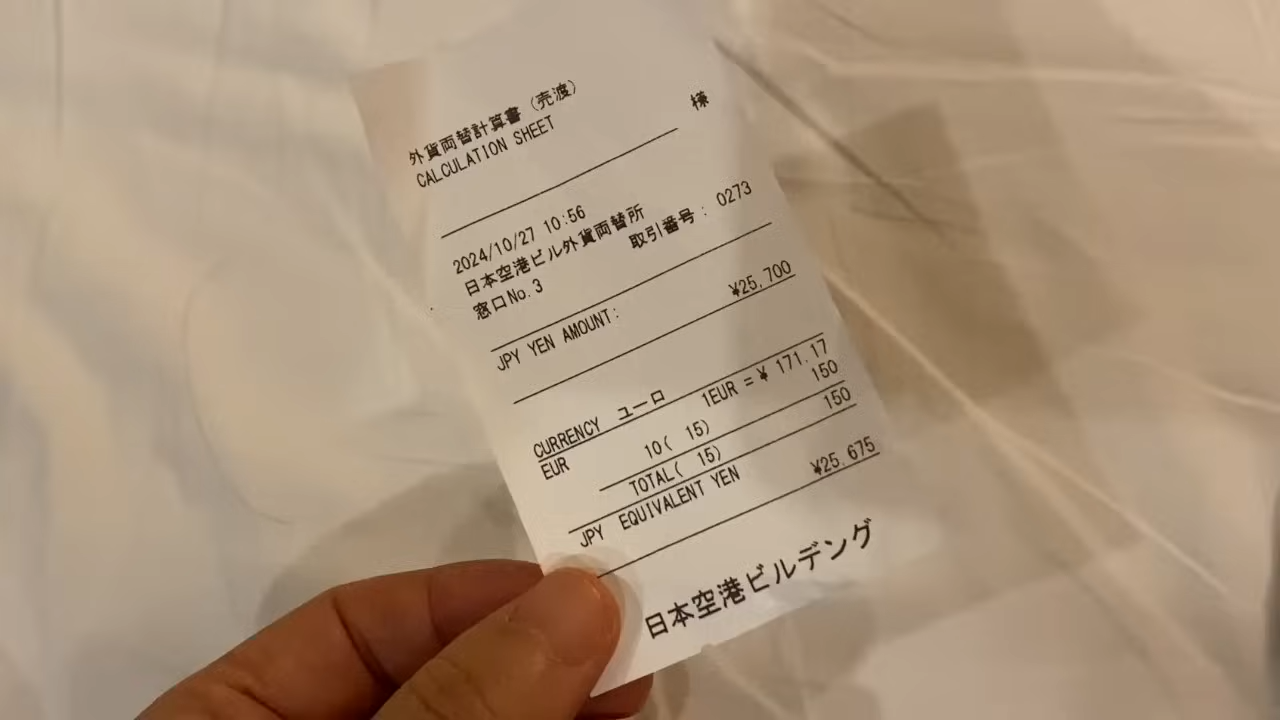 外貨両替計算書 (売渡)
CALCULATION SHEET
様
2024/10/27 10:56
日本空港ビル外貨両替所
窓口No.3 取引番号: 0273
JPY YEN AMOUNT: ¥25,700
CURRENCY ユーロ 1EUR = ¥ 171.17
EUR 10( 15) 150
TOTAL( 15) 150
JPY EQUIVALENT YEN ¥25,675
日本空港ビルデング